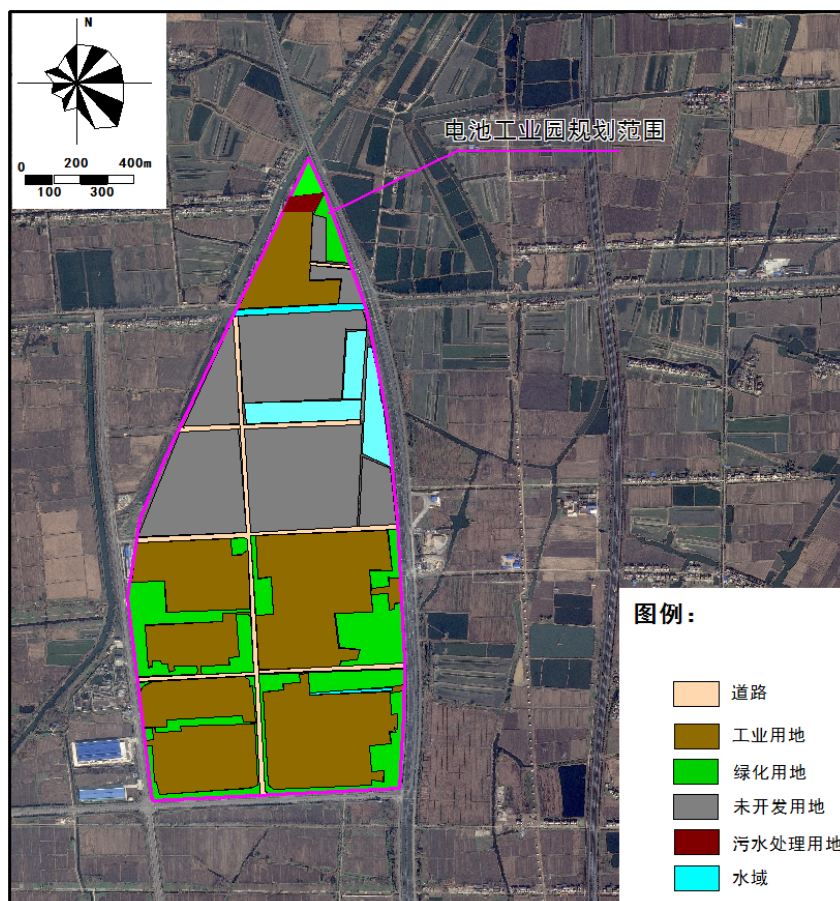 N
0 200 400m
100 300
电池工业园规划范围
图例：
道路
工业用地
绿化用地
未开发用地
污水处理用地
水域